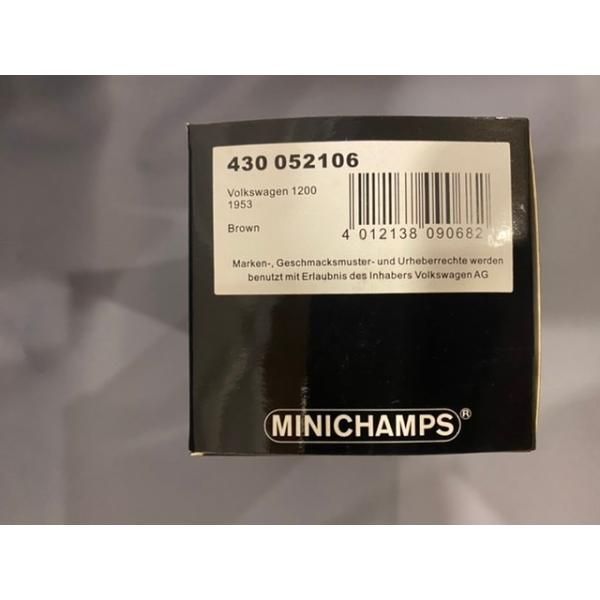 430 052106
Volkswagen 1200
1953
Brown
4 012138 090682
Marken-, Geschmacksmuster- und Urheberrechte werden
benutzt mit Erlaubnis des Inhabers Volkswagen AG
MINICHAMPS®